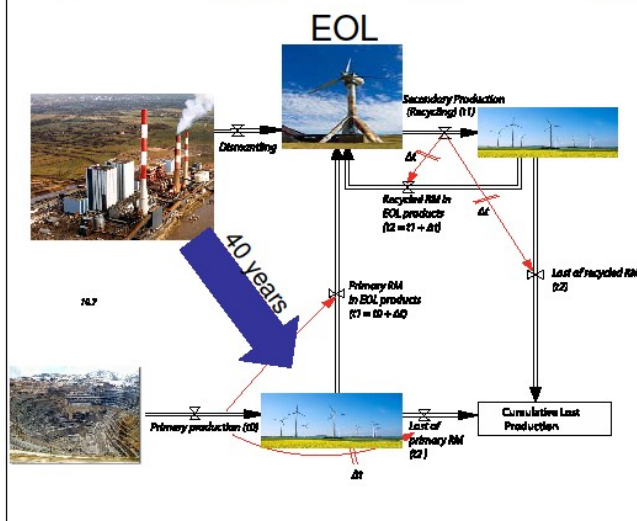 EOL
Secondary Production
(Recycling) (t1)
Dismantling
Δt
Recycled RM in
EOL products
(t2 = t1 + Δt)
Δt
40 years
Lost of recycled RM
(t2)
Primary RM
in EOL products
(t1 = t0 + Δt)
Primary production (t0)
Lost of
primary RM
(t2)
Cumulative Lost
Production
Δt